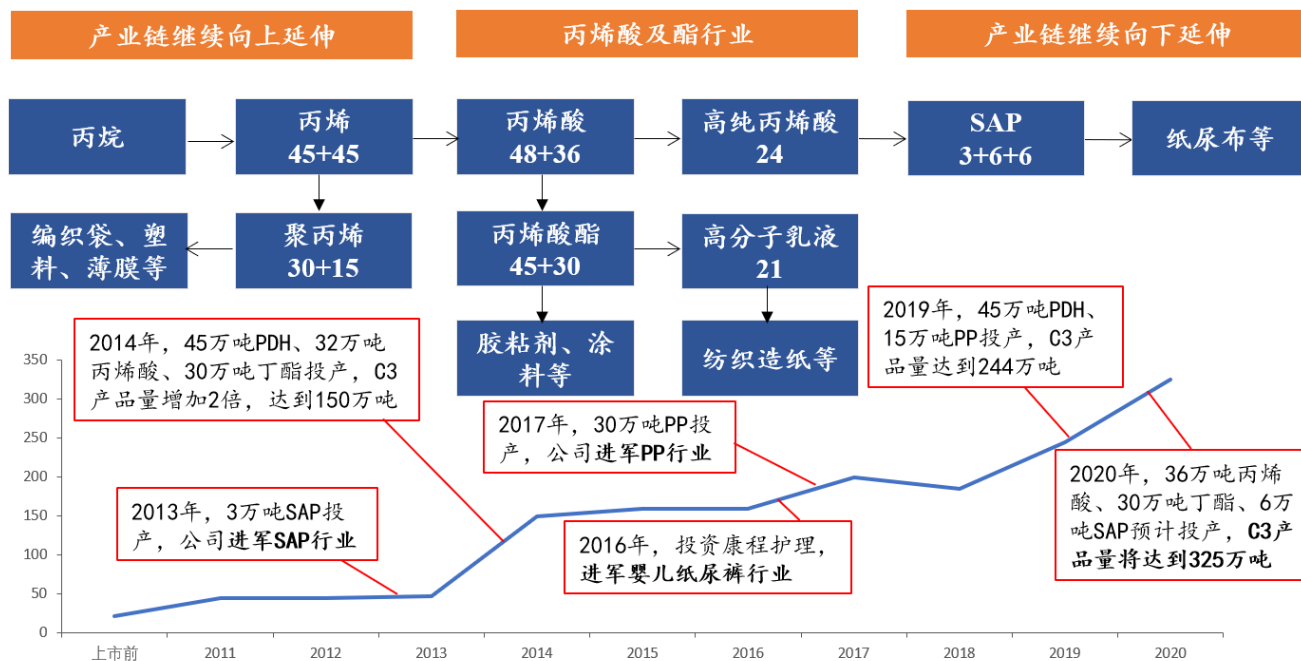 产业链继续向上延伸
丙烯酸及酯行业
产业链继续向下延伸
丙烷
丙烯
45+45
丙烯酸
48+36
高纯丙烯酸
24
SAP
3+6+6
纸尿布等
编织袋、塑
料、薄膜等
聚丙烯
30+15
丙烯酸酯
45+30
高分子乳液
21
胶粘剂、涂
料等
纺织造纸等
2014年，45万吨PDH、32万吨
丙烯酸、30万吨丁酯投产，C3
产品量增加2倍，达到150万吨
2019年，45万吨PDH、
15万吨PP投产，C3产
品量达到244万吨
2017年，30万吨PP投
产，公司进军PP行业
2013年，3万吨SAP投
产，公司进军SAP行业
2016年，投资康程护理，
进军婴儿纸尿裤行业
2020年，36万吨丙烯
酸、30万吨丁酯、6万
吨SAP预计投产，C3产
品量将达到325万吨
350
300
250
200
150
100
50
0
上市前
2011
2012
2013
2014
2015
2016
2017
2018
2019
2020